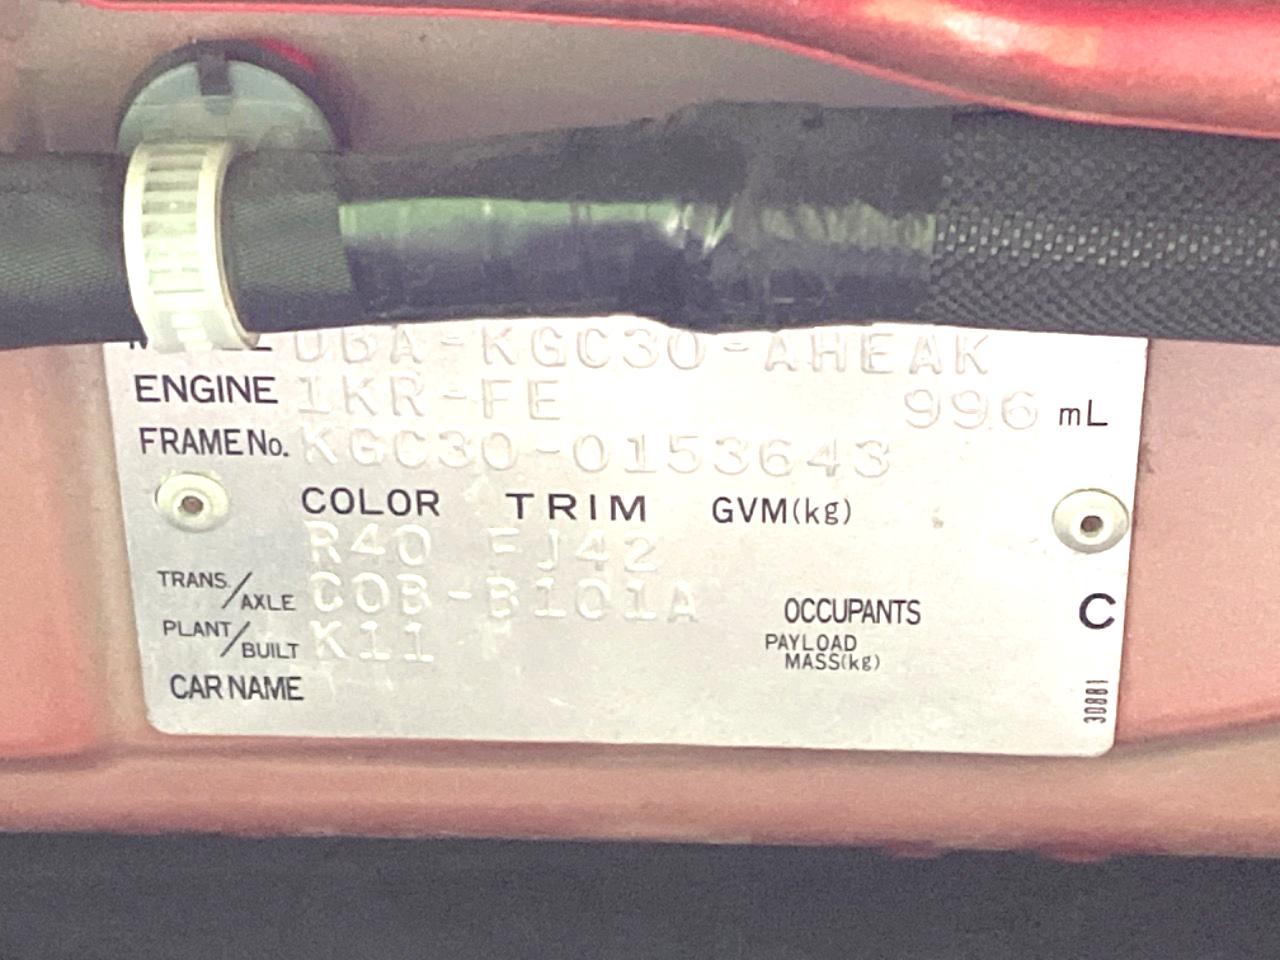 DBA-KGC30-AHEAK
ENGINE 1KR-FE 996 mL
FRAME No. KGC30-0153643
COLOR TRIM GVM(kg)
R40 FJ42
TRANS./AXLE C0B-B101A OCCUPANTS C
PLANT/BUILT K11 PAYLOAD
MASS(kg)
CAR NAME
30881